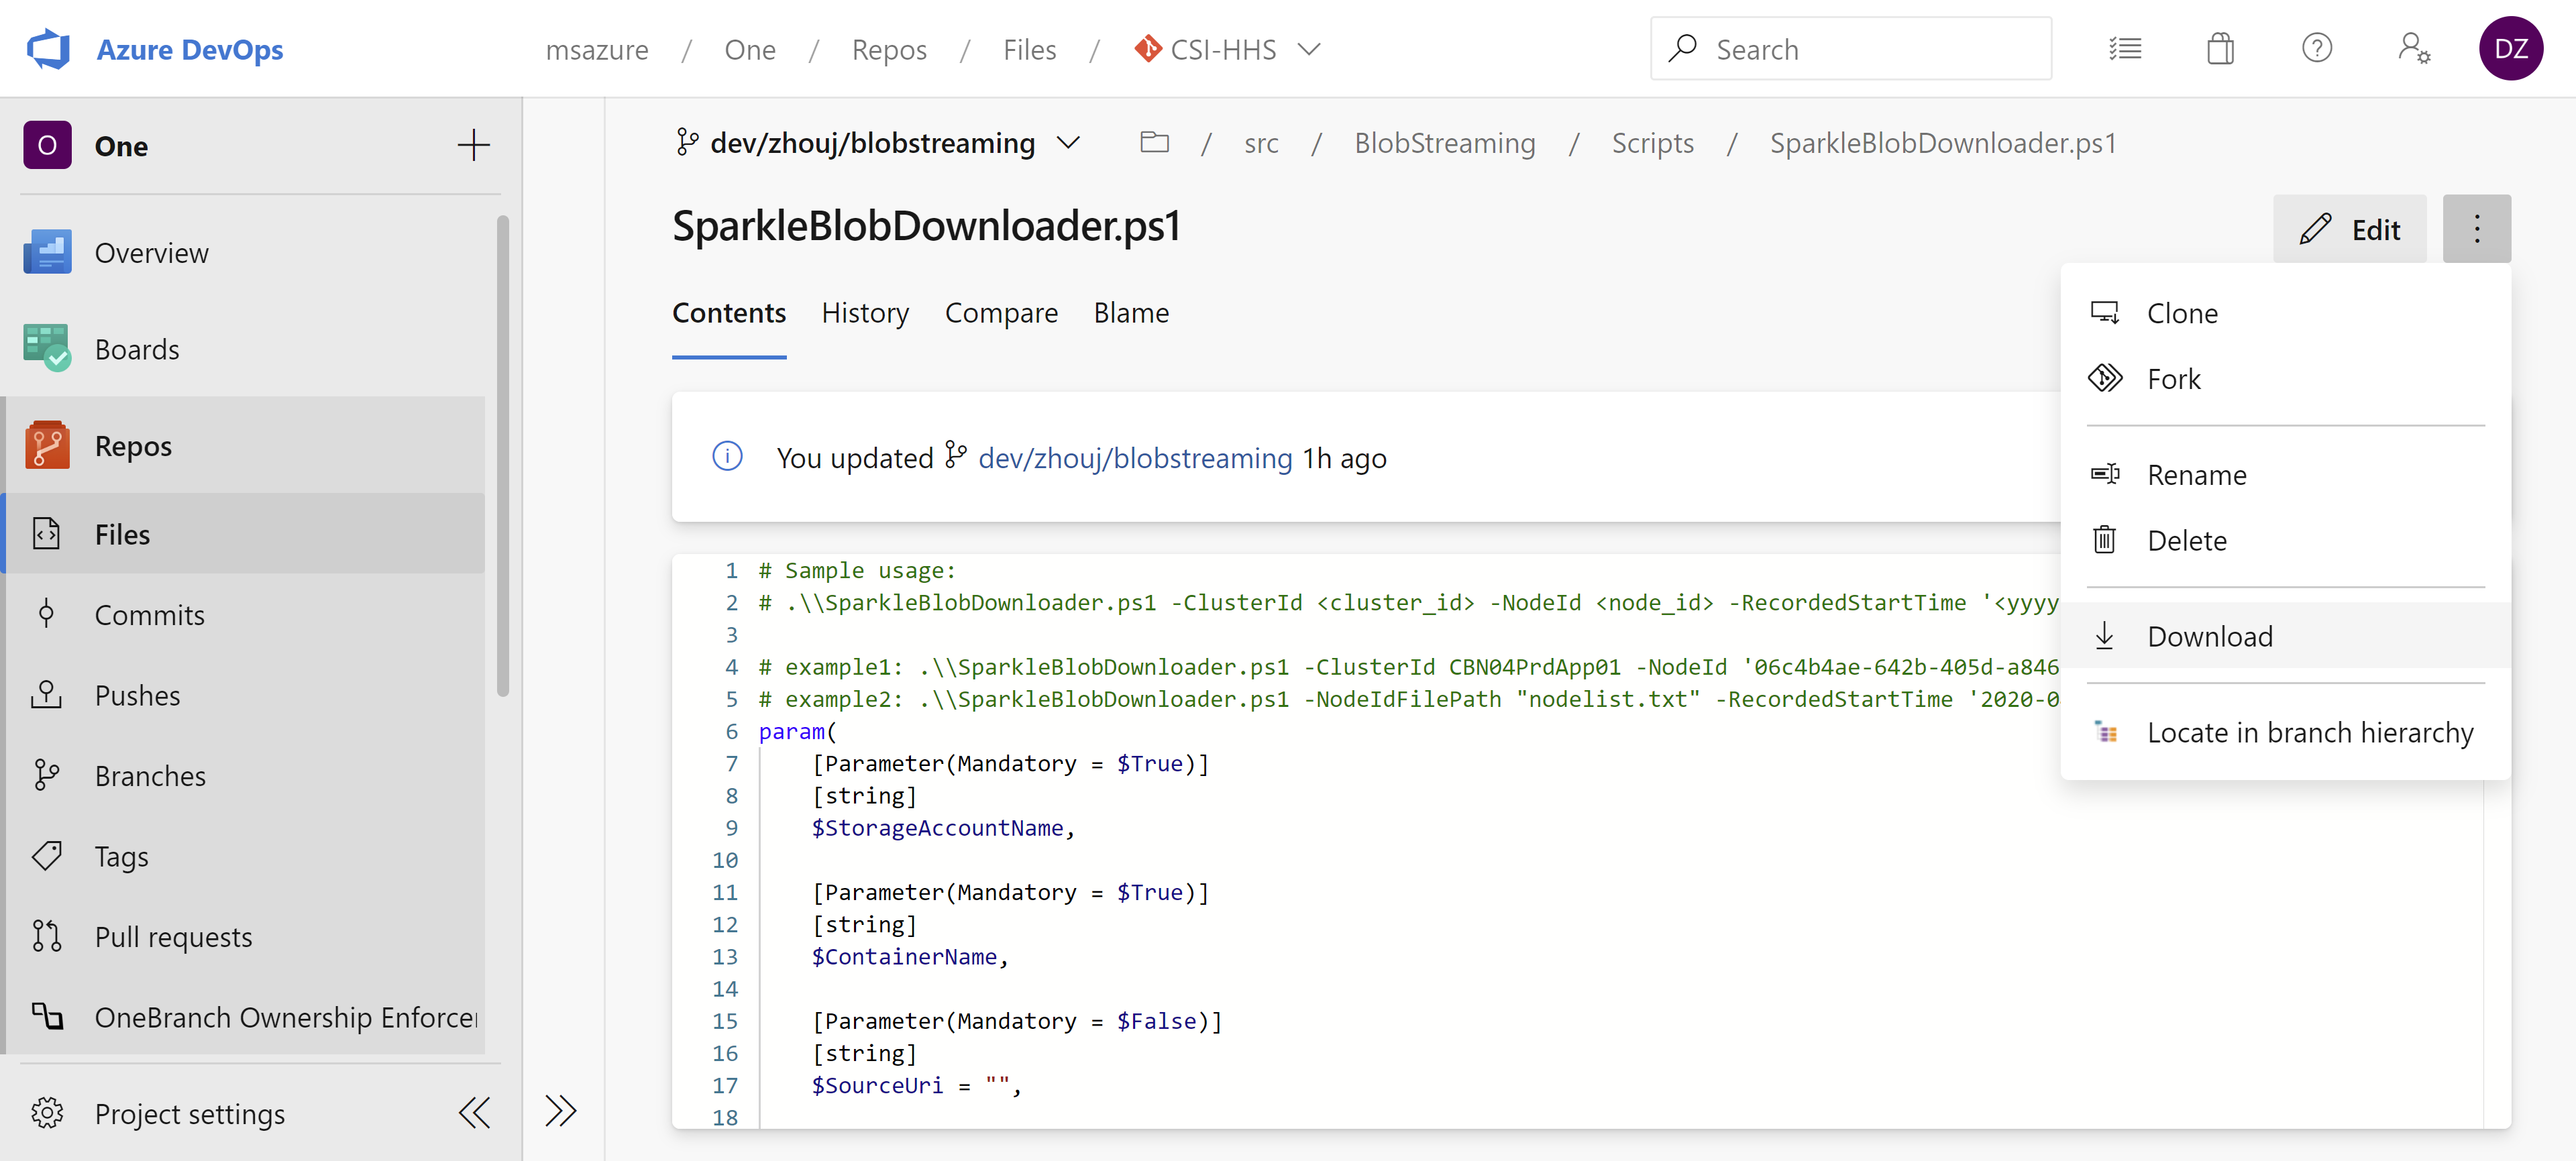 Azure DevOps
msazure / One / Repos / Files / CSI-HHS
Search
DZ
O One
Overview
Boards
Repos
Files
Commits
Pushes
Branches
Tags
Pull requests
OneBranch Ownership Enforcer
Project settings
dev/zhouj/blobstreaming
/ src / BlobStreaming / Scripts / SparkleBlobDownloader.ps1
SparkleBlobDownloader.ps1
Edit
Contents History Compare Blame
You updated dev/zhouj/blobstreaming 1h ago
1 # Sample usage:
2 # .\\SparkleBlobDownloader.ps1 -ClusterId <cluster_id> -NodeId <node_id> -RecordedStartTime '<yyyy
3
4 # example1: .\\SparkleBlobDownloader.ps1 -ClusterId CBN04PrdApp01 -NodeId '06c4b4ae-642b-405d-a846
5 # example2: .\\SparkleBlobDownloader.ps1 -NodeIdFilePath "nodelist.txt" -RecordedStartTime '2020-0
6 param(
7 [Parameter(Mandatory = $True)]
8 [string]
9 $StorageAccountName,
10
11 [Parameter(Mandatory = $True)]
12 [string]
13 $ContainerName,
14
15 [Parameter(Mandatory = $False)]
16 [string]
17 $SourceUri = "",
18
Clone
Fork
Rename
Delete
Download
Locate in branch hierarchy